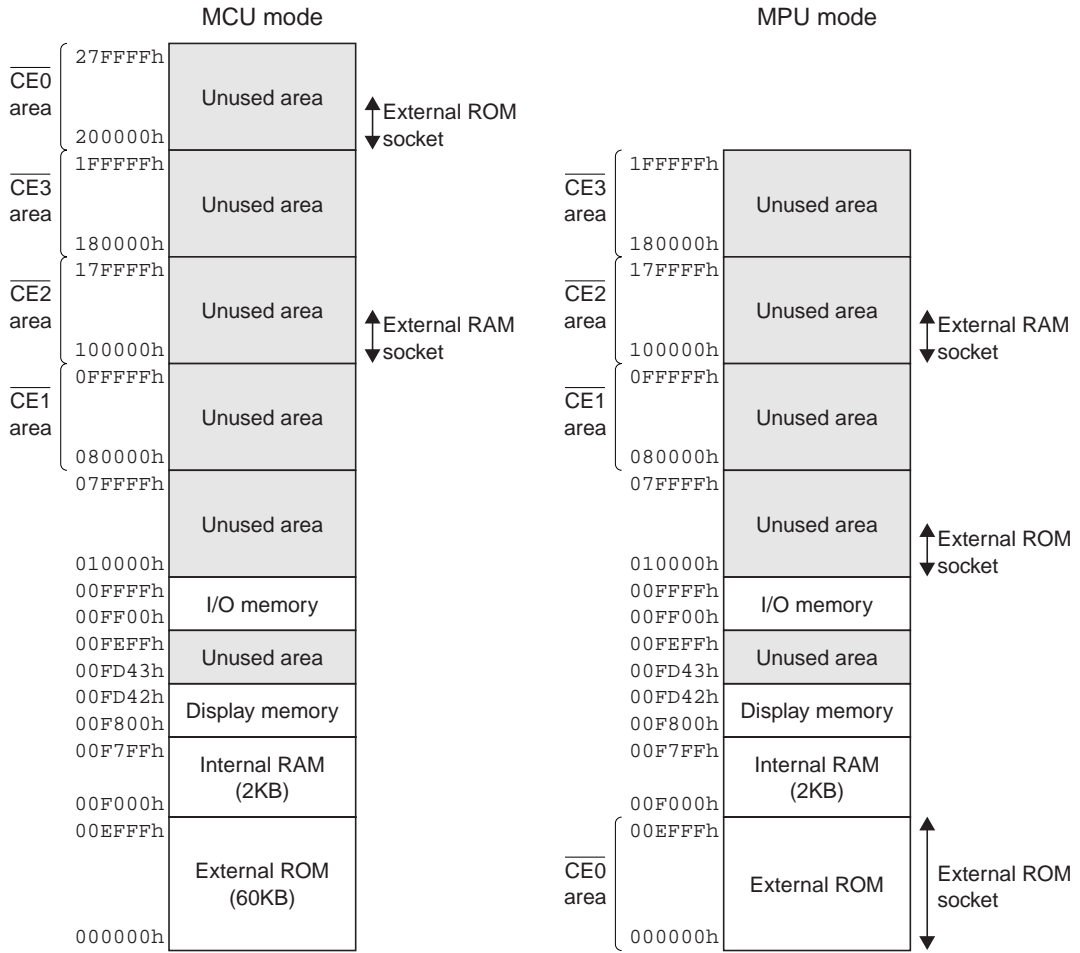 MCU mode
27FFFFh
CE0
area
Unused area
External ROM
socket
200000h
1FFFFFh
CE3
area
Unused area
180000h
17FFFFh
CE2
area
Unused area
External RAM
socket
100000h
0FFFFFh
CE1
area
Unused area
080000h
07FFFFh
Unused area
010000h
00FFFFh
I/O memory
00FF00h
00FEFFh
Unused area
00FD43h
00FD42h
Display memory
00F800h
00F7FFh
Internal RAM
(2KB)
00F000h
00EFFFh
External ROM
(60KB)
000000h
MPU mode
1FFFFFh
CE3
area
Unused area
180000h
17FFFFh
CE2
area
Unused area
External RAM
socket
100000h
0FFFFFh
CE1
area
Unused area
080000h
07FFFFh
Unused area
External ROM
socket
010000h
00FFFFh
I/O memory
00FF00h
00FEFFh
Unused area
00FD43h
00FD42h
Display memory
00F800h
00F7FFh
Internal RAM
(2KB)
00F000h
00EFFFh
CE0
area
External ROM
External ROM
socket
000000h